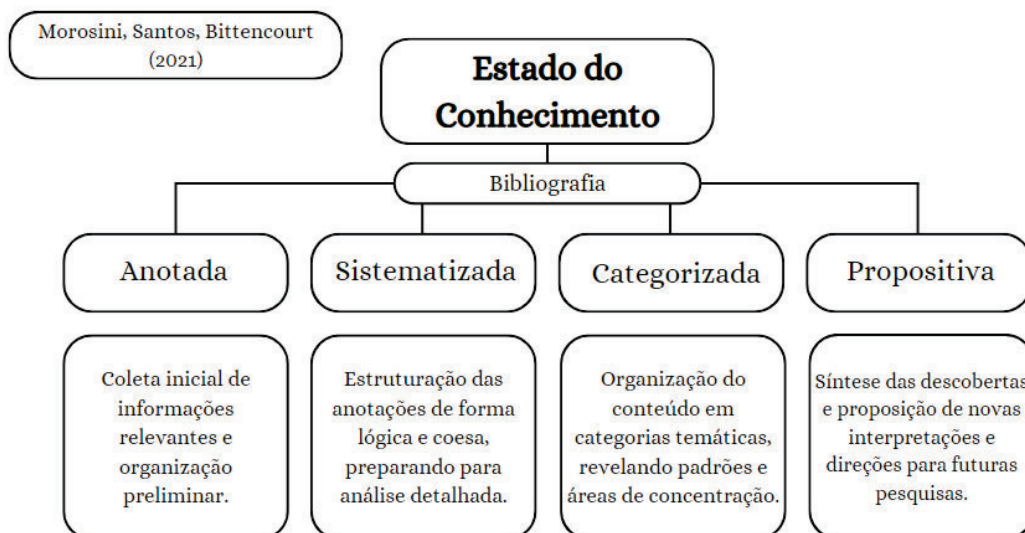 Morosini, Santos, Bittencourt
(2021)
Estado do
Conhecimento
Bibliografia
Anotada
Sistematizada
Categorizada
Propositiva
Coleta inicial de
informações
relevantes e
organização
preliminar.
Estruturação das
anotações de forma
lógica e coesa,
preparando para
análise detalhada.
Organização do
conteúdo em
categorias temáticas,
revelando padrões e
áreas de concentração.
Síntese das descobertas
e proposição de novas
interpretações e
direções para futuras
pesquisas.